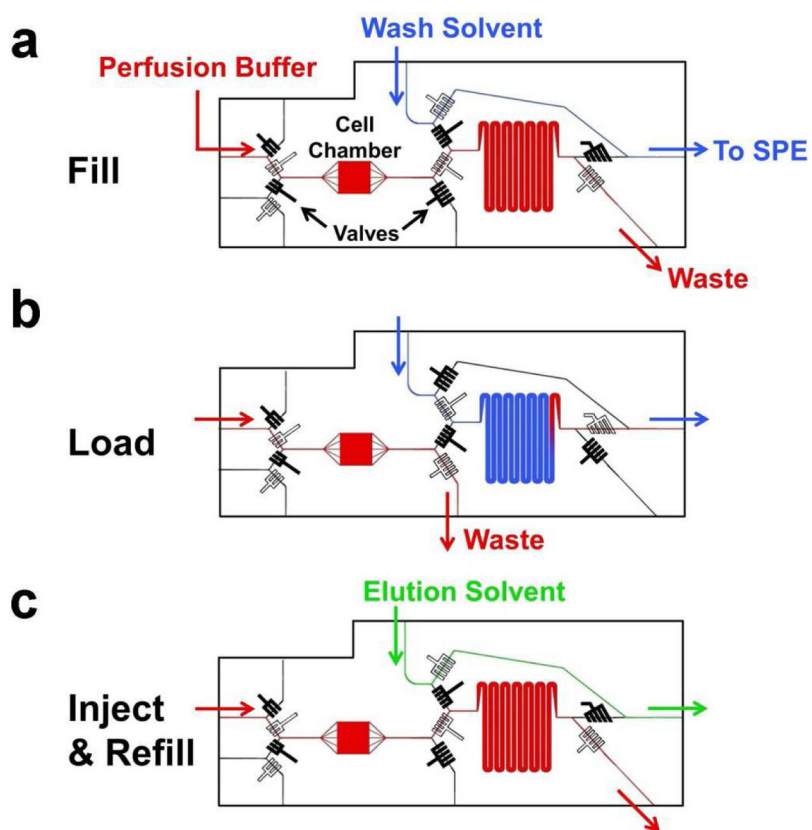 a
Wash Solvent
Perfusion Buffer
Cell
Chamber
Fill
To SPE
Valves
Waste
b
Load
Waste
c
Elution Solvent
Inject
& Refill